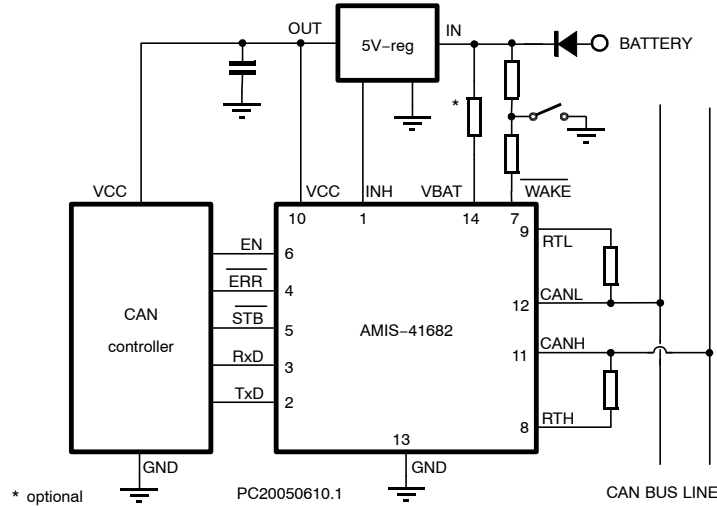 OUT
5V-reg
IN
BATTERY
*
VCC
VCC
INH
VBAT
WAKE
10
1
14
7
9
RTL
EN
6
ERR
4
12
CANL
CAN
controller
STB
5
AMIS-41682
RxD
3
11
CANH
TxD
2
8
RTH
13
GND
GND
* optional
PC20050610.1
CAN BUS LINE